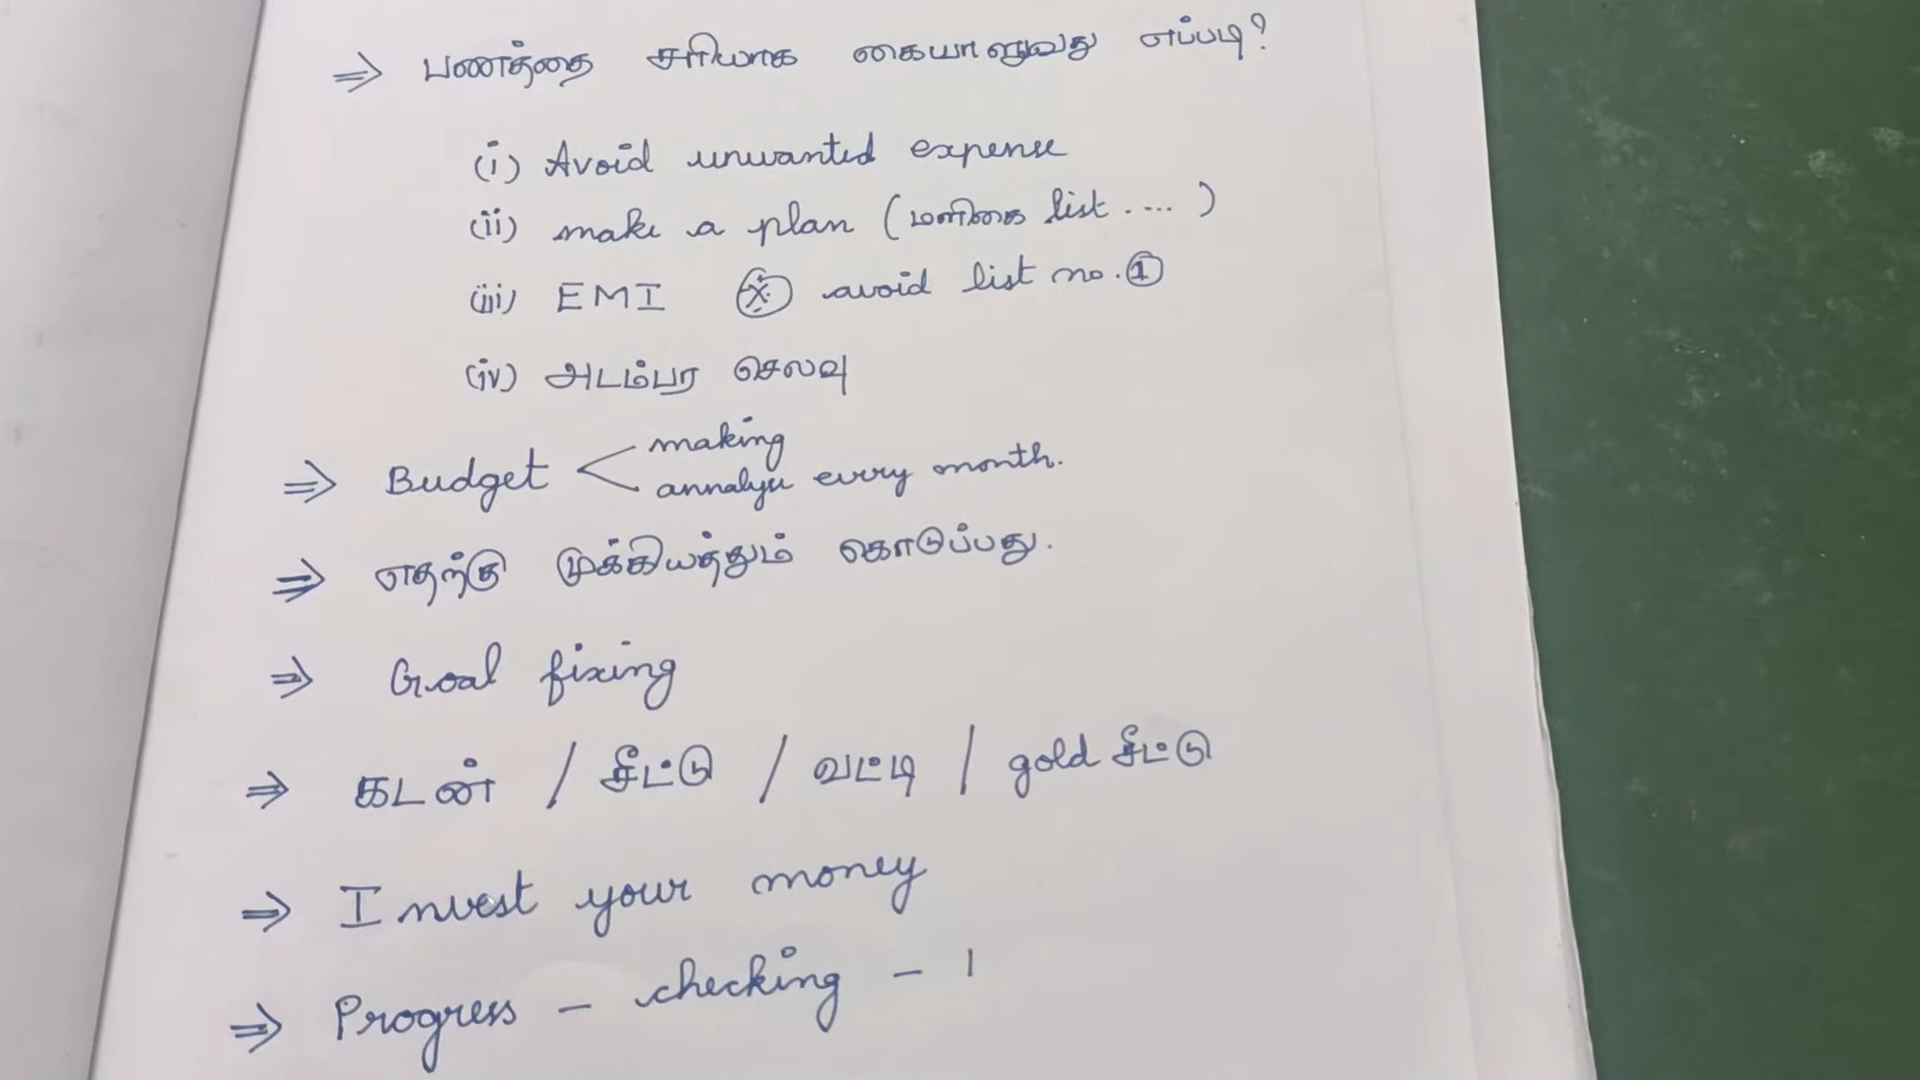 ⇒ பணத்தை சரியாக கையாளுவது எப்படி?
(i) Avoid unwanted expense
(ii) make a plan (மளிகை list . ... )
(iii) EMI ⓧ avoid list no. ①
(iv) அடம்பர செலவு
⇒ Budget < making
annalyse every month.
⇒ எதற்கு முக்கியத்தும் கொடுப்பது.
⇒ Goal fixing
⇒ கடன் / சீட்டு / வட்டி / gold சீட்டு
⇒ Invest your money
⇒ Progress - checking - 1